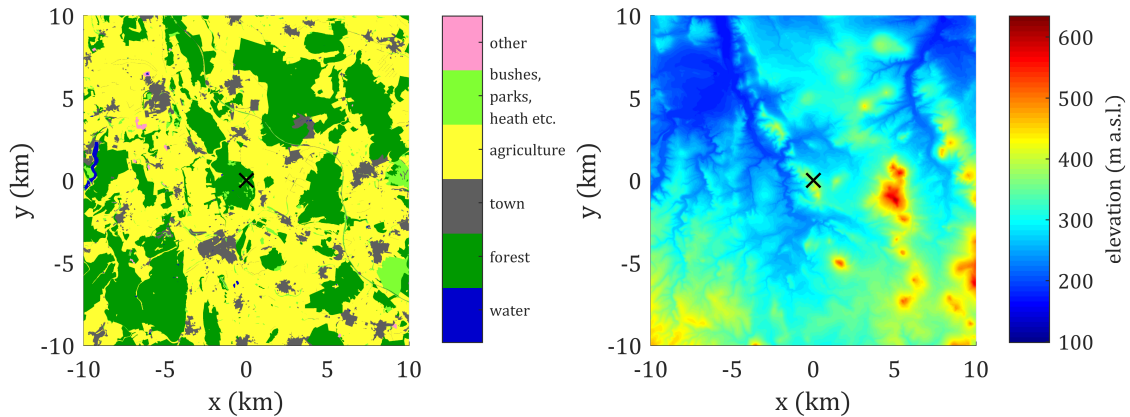 10
5
0
-5
-10
y (km)
-10
-5
0
5
10
x (km)
other
bushes,
parks,
heath etc.
agriculture
town
forest
water
10
5
0
-5
-10
y (km)
-10
-5
0
5
10
x (km)
600
500
400
300
200
100
elevation (m a.s.l.)